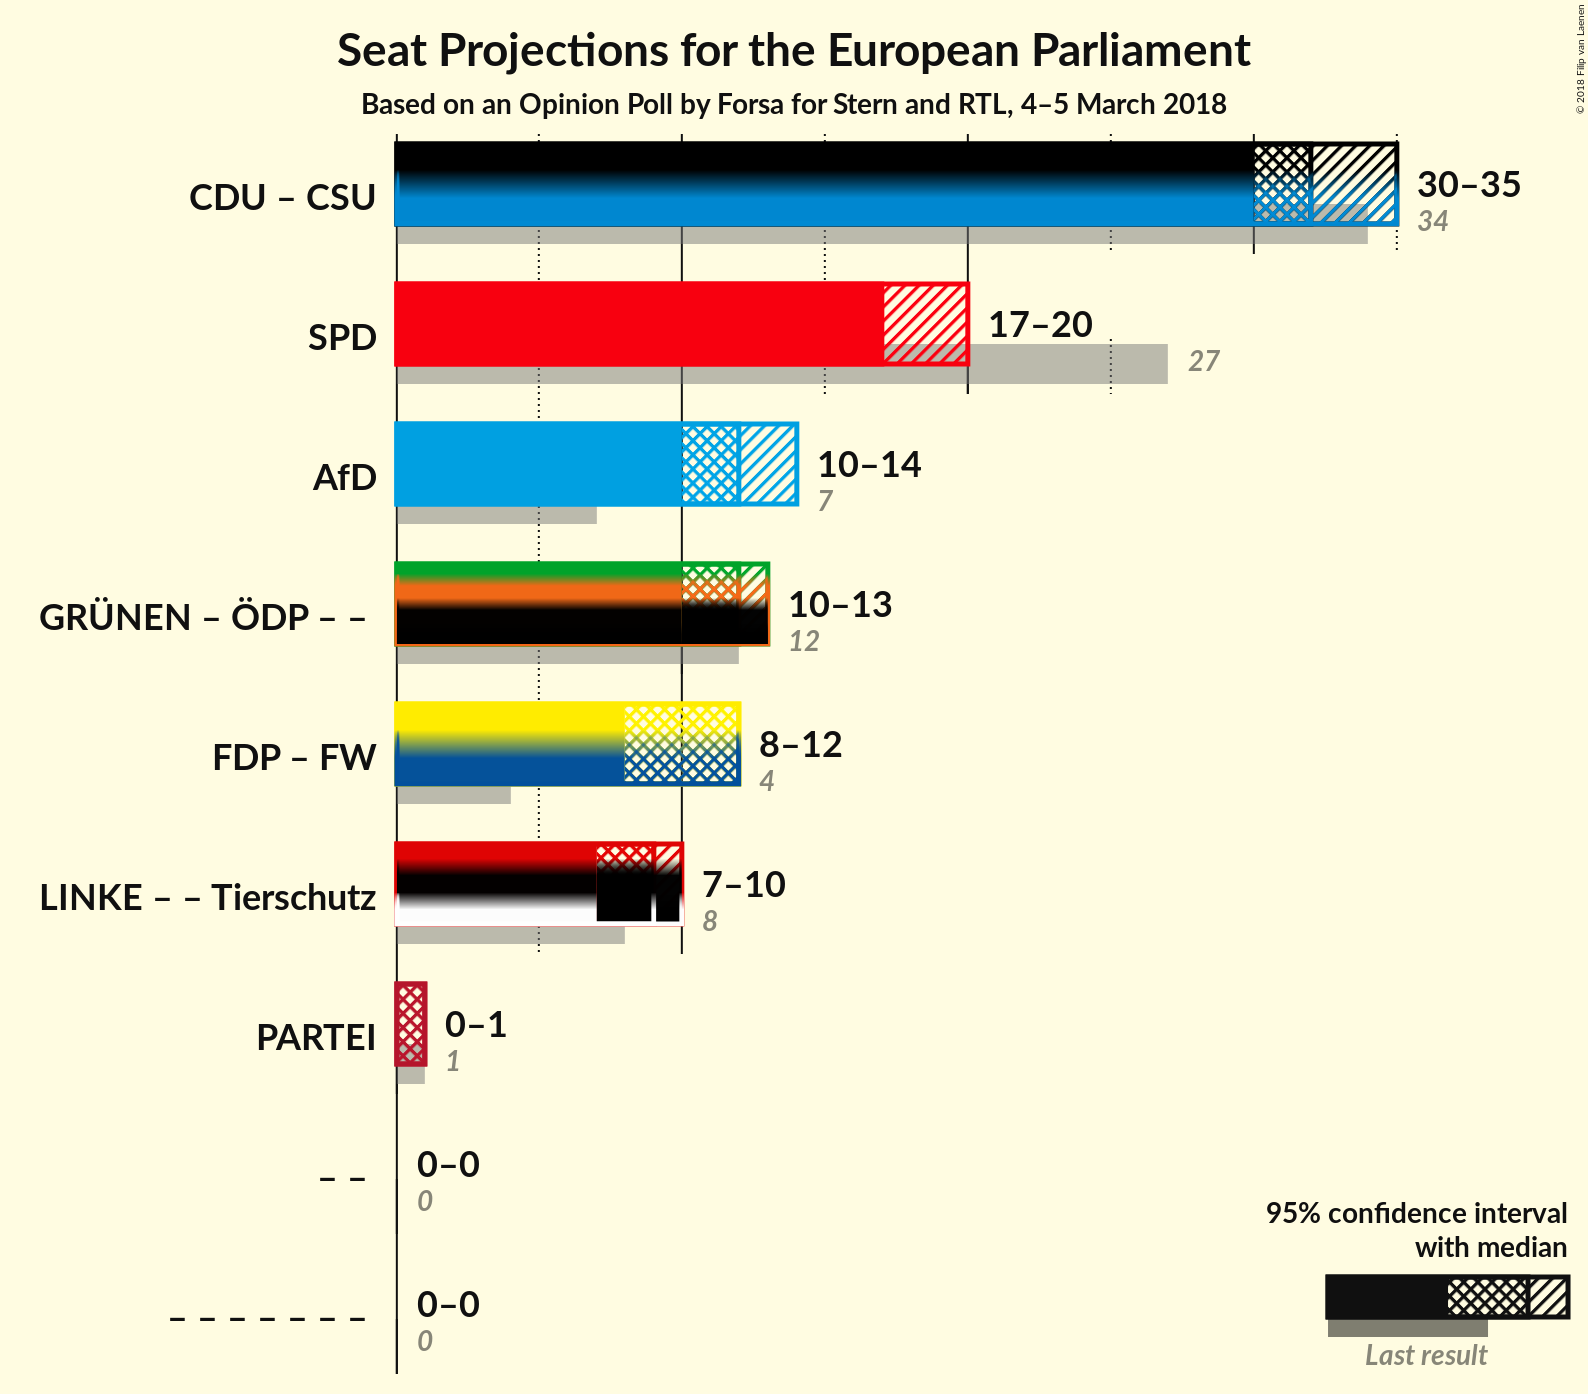 Seat Projections for the European Parliament
Based on an Opinion Poll by Forsa for Stern and RTL, 4–5 March 2018
© 2018 Filip van Laenen
CDU – CSU
30–35
34
SPD
17–20
27
AfD
10–14
7
GRÜNEN – ÖDP – –
10–13
12
FDP – FW
8–12
4
LINKE – – Tierschutz
7–10
8
PARTEI
0–1
1
– –
0–0
0
– – – – – – –
0–0
0
95% confidence interval
with median
Last result